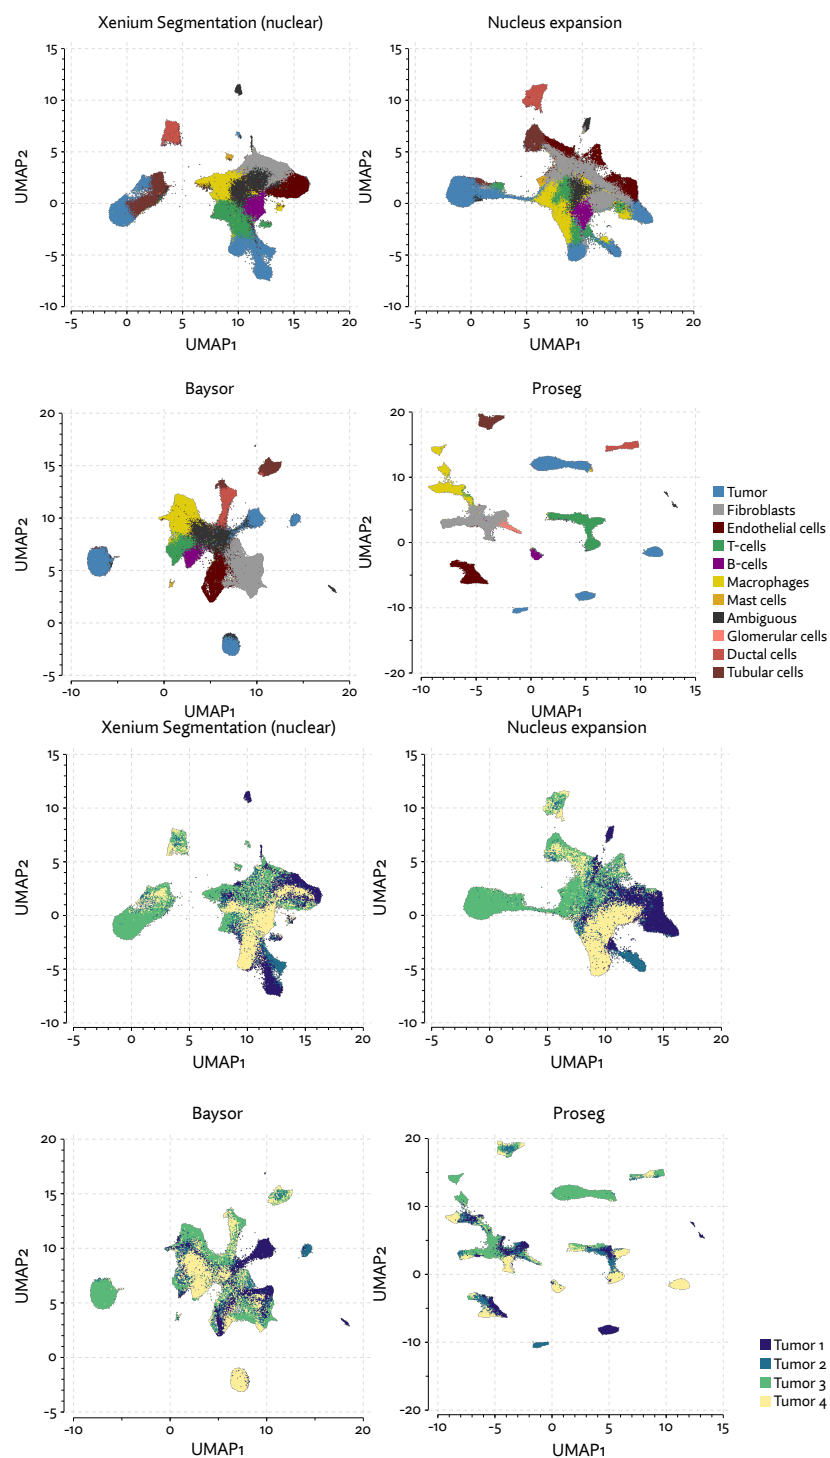 Xenium Segmentation (nuclear)
Nucleus expansion
15
10
5
0
-5
-10
UMAP2
-5
0
5
10
15
20
UMAP1
15
10
5
0
-5
-10
UMAP2
-5
0
5
10
15
20
UMAP1
Baysor
Proseg
20
15
10
5
0
-5
UMAP2
-10
0
10
20
UMAP1
20
10
0
-10
-20
UMAP2
-10
-5
0
5
10
15
UMAP1
Tumor
Fibroblasts
Endothelial cells
T-cells
B-cells
Macrophages
Mast cells
Ambiguous
Glomerular cells
Ductal cells
Tubular cells
Xenium Segmentation (nuclear)
Nucleus expansion
15
10
5
0
-5
-10
UMAP2
-5
0
5
10
15
20
UMAP1
15
10
5
0
-5
-10
UMAP2
-5
0
5
10
15
20
UMAP1
Baysor
Proseg
20
15
10
5
0
-5
UMAP2
-10
0
10
20
UMAP1
20
10
0
-10
-20
UMAP2
-10
-5
0
5
10
15
UMAP1
Tumor 1
Tumor 2
Tumor 3
Tumor 4